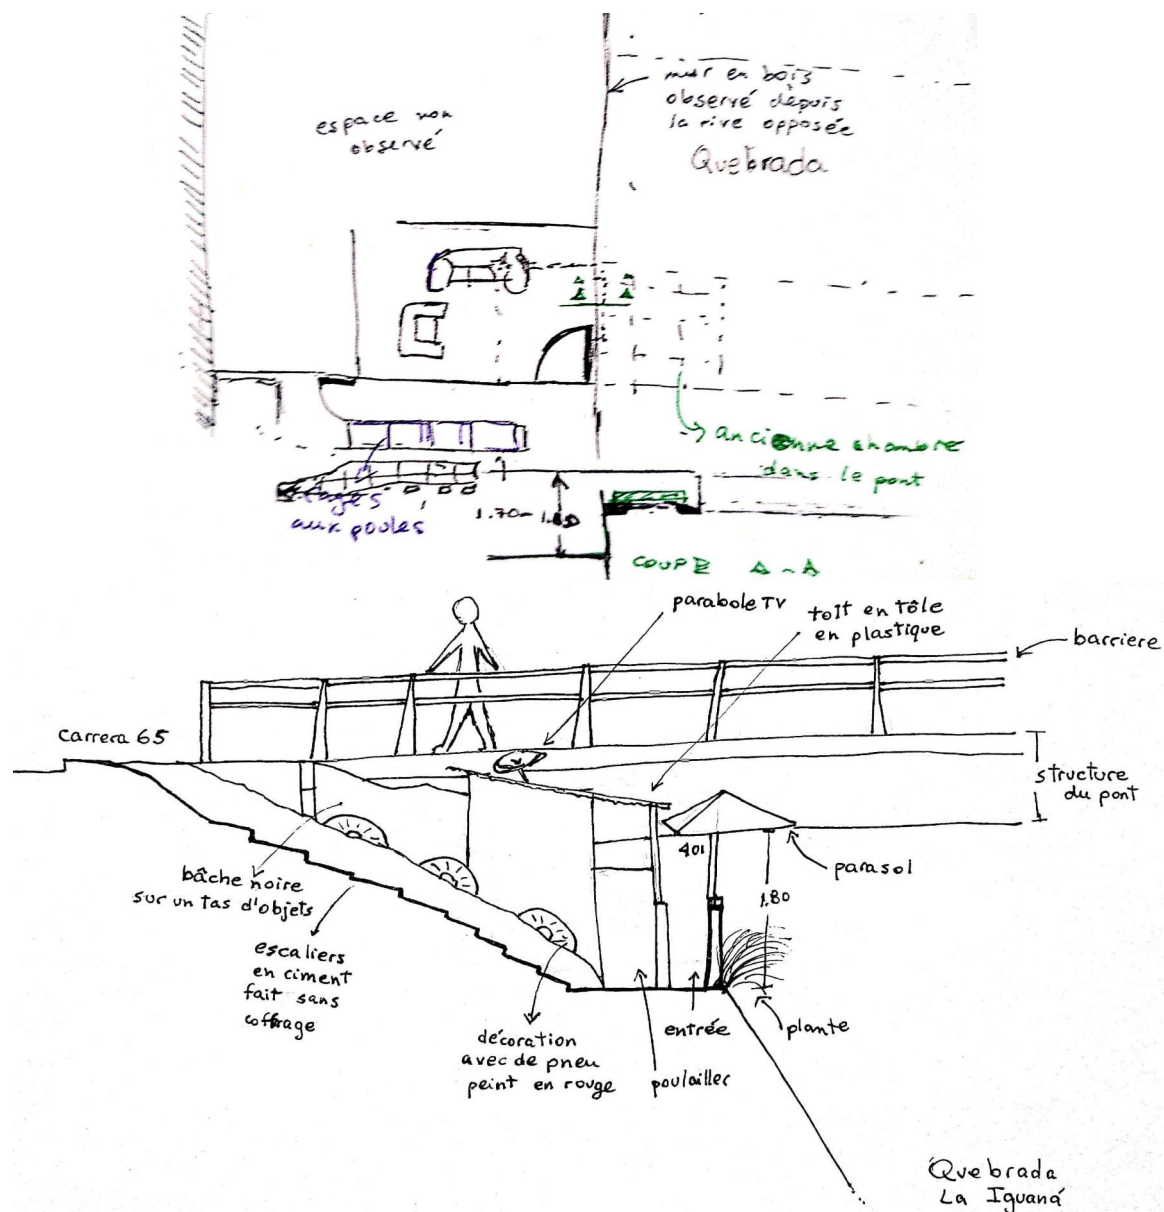 mur en bois
observé depuis
la rive opposée
Quebrada
espace non
observé
ancienne chambre
dans le pont
cages
aux poules
1.70-1.80
COUPE A-A
parabole TV
toit en tôle
en plastique
barriere
carrera 65
structure
du pont
401
parasol
1.80
bâche noire
sur un tas d'objets
escaliers
en ciment
fait sans
coffrage
décoration
avec de pneu
peint en rouge
poulailler
entrée
plante
Quebrada
La Iguaná